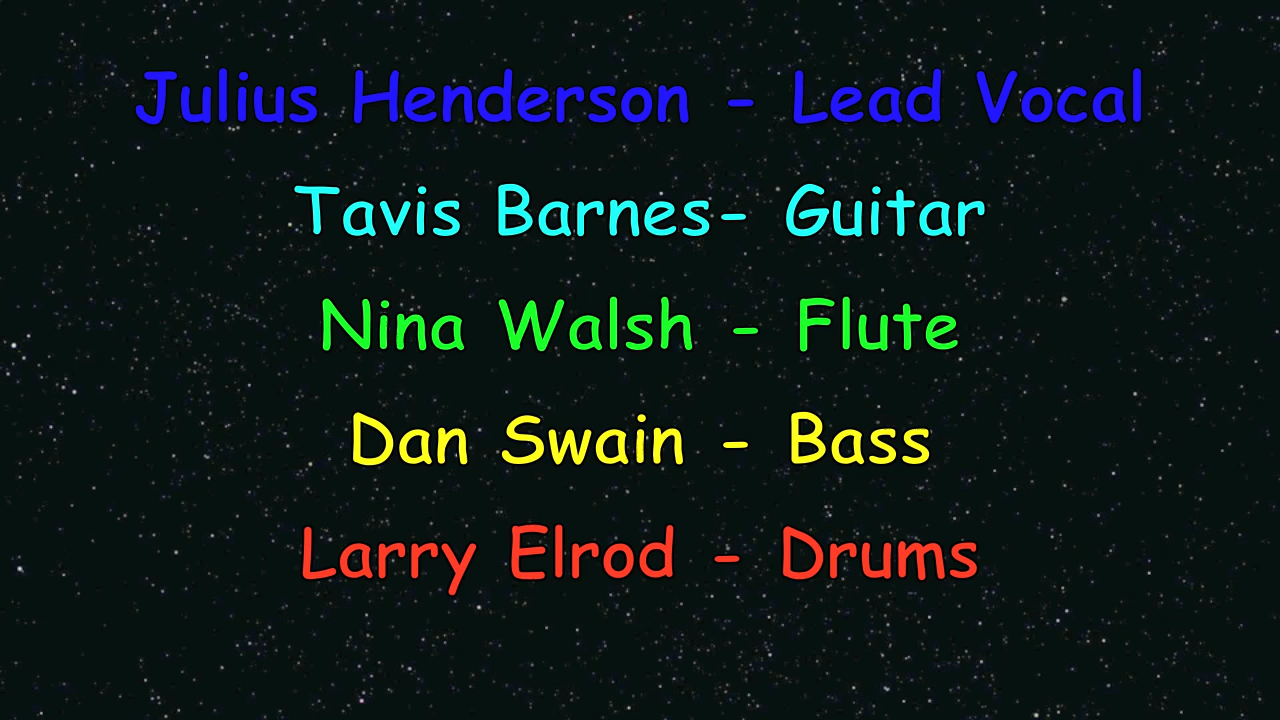 Julius Henderson - Lead Vocal
Tavis Barnes- Guitar
Nina Walsh - Flute
Dan Swain - Bass
Larry Elrod - Drums